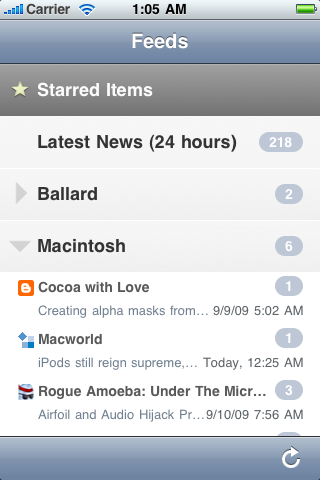 Carrier 1:05 AM
Feeds
Starred Items
Latest News (24 hours) 218
Ballard 2
Macintosh 6
Cocoa with Love 1
Creating alpha masks from... 9/9/09 5:02 AM
Macworld 1
iPods still reign supreme,... Today, 12:25 AM
Rogue Amoeba: Under The Micr... 3
Airfoil and Audio Hijack Pr... 9/10/09 7:56 AM